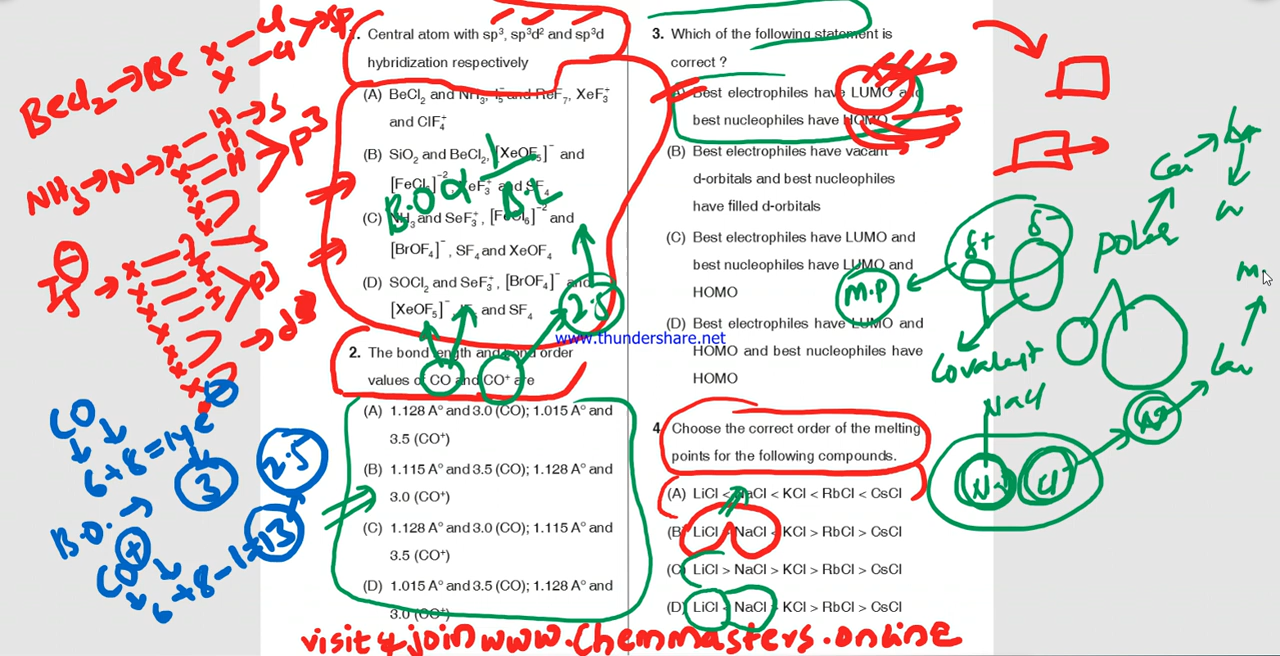 1. Central atom with sp³, sp³d² and sp³d
hybridization respectively
(A) BeCl₂ and NH₃, I₅⁻ and ReF₇, XeF₃⁺
and ClF₄⁺
(B) SiO₂ and BeCl₂, [XeOF₅]⁻ and
[FeCl₆]⁻², SeF₃⁺ and SF₄
(C) NH₃ and SeF₃⁺, [FeCl₆]⁻² and
[BrOF₄]⁻, SF₄ and XeOF₄
(D) SOCl₂ and SeF₃⁺, [BrOF₄]⁻ and
[XeOF₅]⁻, and SF₄
2. The bond length and bond order
values of CO and CO⁺ are
(A) 1.128 A° and 3.0 (CO); 1.015 A° and
3.5 (CO⁺)
(B) 1.115 A° and 3.5 (CO); 1.128 A° and
3.0 (CO⁺)
(C) 1.128 A° and 3.0 (CO); 1.115 A° and
3.5 (CO⁺)
(D) 1.015 A° and 3.5 (CO); 1.128 A° and
3.0 (CO⁺)
3. Which of the following statement is
correct ?
(A) Best electrophiles have LUMO and
best nucleophiles have HOMO
(B) Best electrophiles have vacant
d-orbitals and best nucleophiles
have filled d-orbitals
(C) Best electrophiles have LUMO and
best nucleophiles have LUMO and
HOMO
(D) Best electrophiles have LUMO and
HOMO and best nucleophiles have
HOMO
4. Choose the correct order of the melting
points for the following compounds.
(A) LiCl < NaCl < KCl < RbCl < CsCl
(B) LiCl > NaCl < KCl > RbCl > CsCl
(C) LiCl > NaCl > KCl > RbCl > CsCl
(D) LiCl < NaCl > KCl > RbCl > CsCl
www.thundershare.net
BeCl₂ → Be
Cl
Cl
sp
NH₃ → N →
H
H
H
S
p³
I₅⁻ →
I
I
S
p³
d
B.O α 1/B.L
2.5
CO
6+8=14e⁻
3
2.5
B.O. →
CO⁺
6+8-1=13
δ+
δ-
M.P
Covalent
Polar
NaCl
Na
Cl
visit & join www.Chemmasters.online